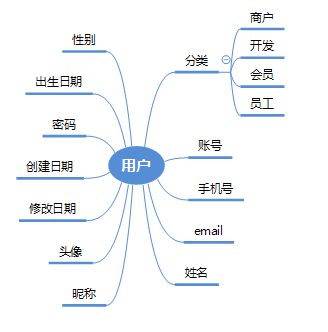 用户
分类
商户
开发
会员
员工
账号
手机号
email
姓名
性别
出生日期
密码
创建日期
修改日期
头像
昵称